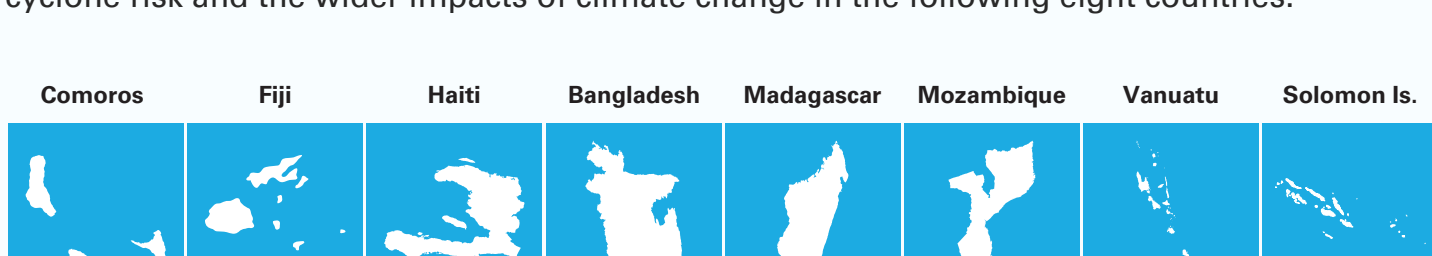 cyclone risk and the wider impacts of climate change in the following eight countries.
Comoros Fiji Haiti Bangladesh Madagascar Mozambique Vanuatu Solomon Is.